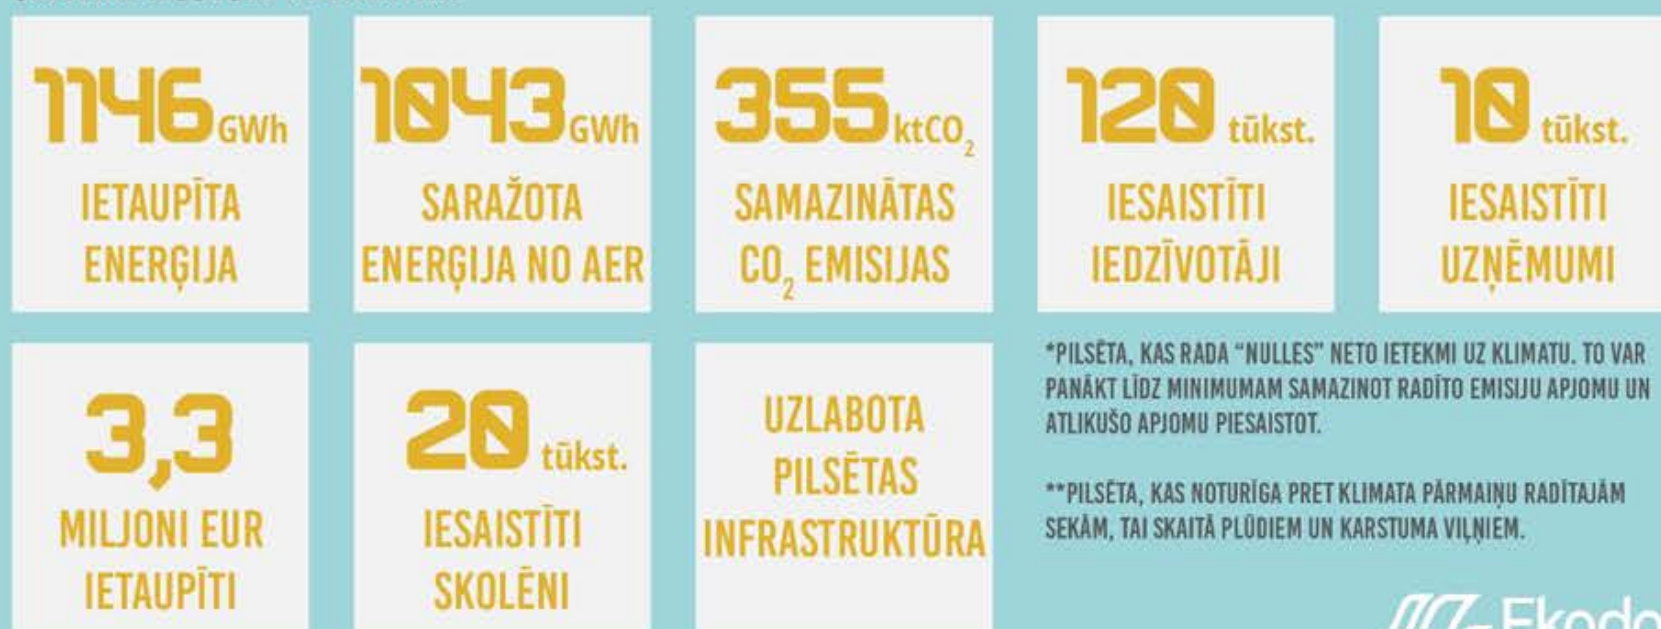 1146 GWh
IETAUPĪTA
ENERĢIJA
1043 GWh
SARAŽOTA
ENERĢIJA NO AER
355 ktCO₂
SAMAZINĀTAS
CO₂ EMISIJAS
120 tūkst.
IESAISTĪTI
IEDZĪVOTĀJI
10 tūkst.
IESAISTĪTI
UZŅĒMUMI
3,3
MILJONI EUR
IETAUPĪTI
20 tūkst.
IESAISTĪTI
SKOLĒNI
UZLABOTA
PILSĒTAS
INFRASTRUKTŪRA
*PILSĒTA, KAS RADA “NULLES” NETO IETEKMI UZ KLIMATU. TO VAR
PANĀKT LĪDZ MINIMUMAM SAMAZINOT RADĪTO EMISIJU APJOMU UN
ATLIKUŠO APJOMU PIESAISTOT.
**PILSĒTA, KAS NOTURĪGA PRET KLIMATA PĀRMAIŅU RADĪTAJĀM
SEKĀM, TAI SKAITĀ PLŪDIEM UN KARSTUMA VIĻŅIEM.
Ekodo